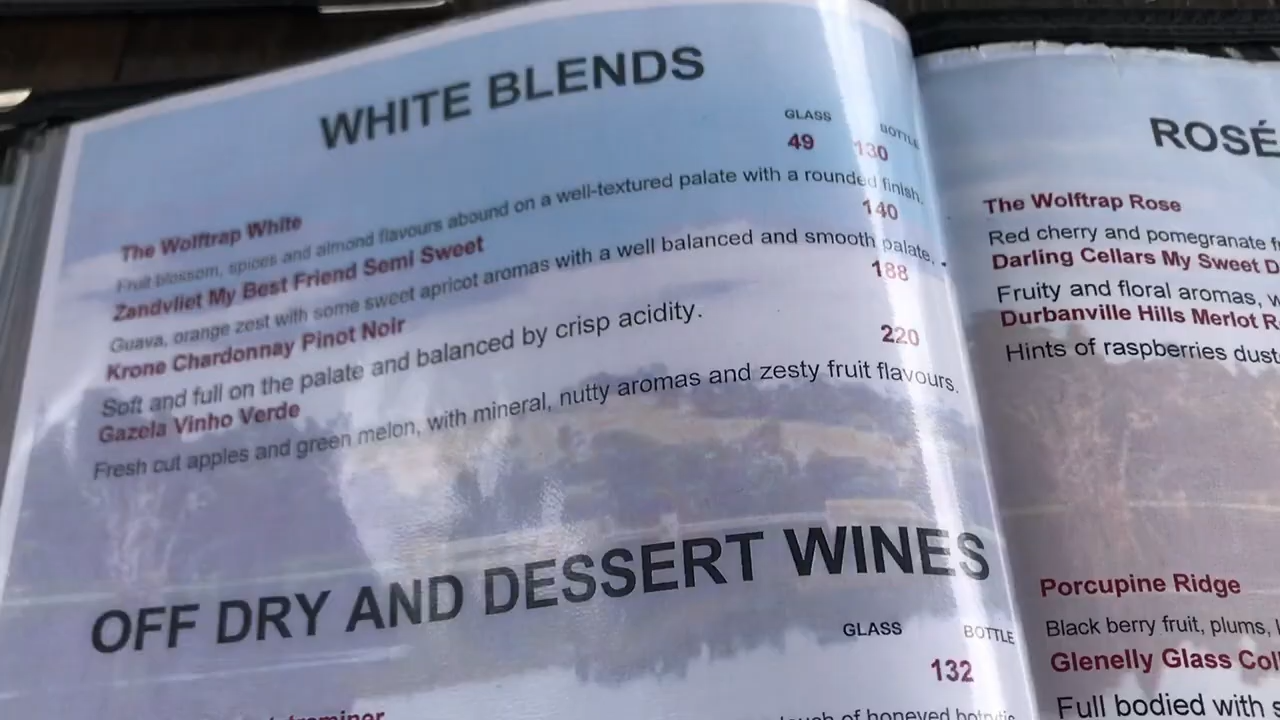 WHITE BLENDS
GLASS BOTTLE
The Wolftrap White 49 130
Fruit blossom, spices and almond flavours abound on a well-textured palate with a rounded finish.
Zandvliet My Best Friend Semi Sweet 140
Guava, orange zest with some sweet apricot aromas with a well balanced and smooth palate.
Krone Chardonnay Pinot Noir 188
Soft and full on the palate and balanced by crisp acidity.
Gazela Vinho Verde 220
Fresh cut apples and green melon, with mineral, nutty aromas and zesty fruit flavours.
OFF DRY AND DESSERT WINES
GLASS BOTTLE
132
of honeyed
ROSÉ
The Wolftrap Rose
Red cherry and pomegranate
Darling Cellars My Sweet
Fruity and floral aromas,
Durbanville Hills Merlot
Hints of raspberries
Porcupine Ridge
Black berry fruit, plums,
Glenelly Glass
Full bodied with